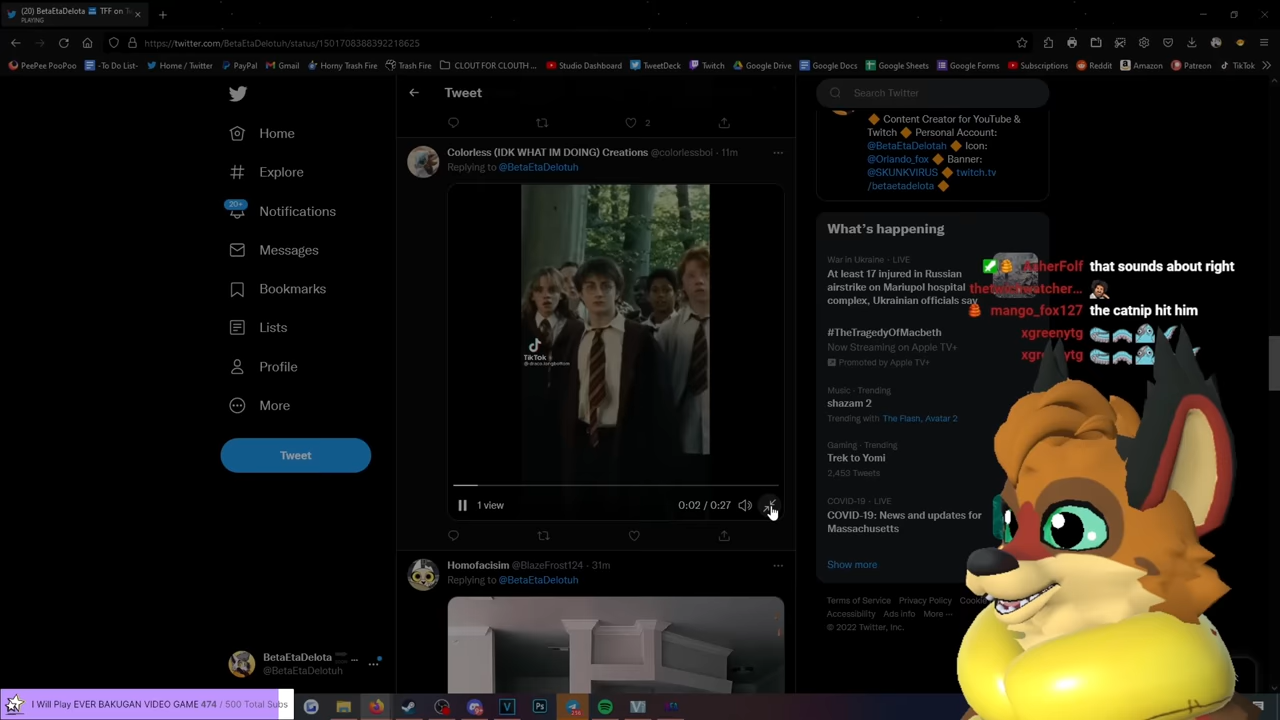 (20) BetaEtaDelota
TFF on T
PLAYING
https://twitter.com/BetaEtaDelotuh/status/1501708388392218625
PeePee PooPoo
-To Do List-
Home / Twitter
PayPal
Gmail
Horny Trash Fire
Trash Fire
CLOUT FOR CLOUTH ...
Studio Dashboard
TweetDeck
Twitch
Google Drive
Google Docs
Google Sheets
Google Forms
Subscriptions
Reddit
Amazon
Patreon
TikTok
Home
Explore
20+
Notifications
Messages
Bookmarks
Lists
Profile
More
Tweet
BetaEtaDelota
@BetaEtaDelotuh
Tweet
2
Colorless (IDK WHAT IM DOING) Creations @colorlessboi · 11m
Replying to @BetaEtaDelotuh
TikTok
1 view
0:02 / 0:27
Homofacisim @BlazeFrost124 · 31m
Replying to @BetaEtaDelotuh
Search Twitter
Content Creator for YouTube &
Twitch Personal Account:
@BetaEtaDelotah Icon:
@Orlando_fox Banner:
@SKUNKVIRUS twitch.tv
/betaetadelota
What's happening
War in Ukraine · LIVE
At least 17 injured in Russian
airstrike on Mariupol hospital
complex, Ukrainian officials say
#TheTragedyOfMacbeth
Now Streaming on Apple TV+
Promoted by Apple TV+
Music · Trending
shazam 2
Trending with The Flash, Avatar 2
Gaming · Trending
Trek to Yomi
2,453 Tweets
COVID-19 · LIVE
COVID-19: News and updates for
Massachusetts
Show more
Terms of Service Privacy Policy
Accessibility Ads info More ...
© 2022 Twitter, Inc.
AsherFolf that sounds about right
mango_fox127 the catnip hit him
xgreenytg
I Will Play EVER BAKUGAN VIDEO GAME 474 / 500 Total Subs